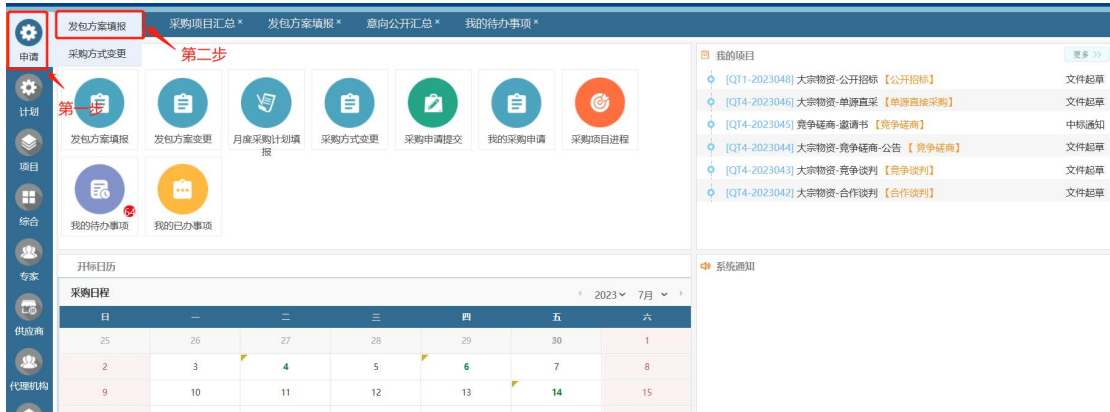 发包方案填报 采购项目汇总 × 发包方案填报 × 意向公开汇总 × 我的待办事项 ×
申请
采购方式变更
第二步
第一步
计划
项目
综合
专家
供应商
代理机构
发包方案填报
发包方案变更
月度采购计划填报
采购方式变更
采购申请提交
我的采购申请
采购项目进程
64
我的待办事项
我的已办事项
我的项目 更多 >>
[QT1-2023048] 大宗物资-公开招标 【公开招标】 文件起草
[QT4-2023046] 大宗物资-单源直采 【单源直接采购】 文件起草
[QT4-2023045] 竞争磋商-邀请书 【竞争磋商】 中标通知
[QT4-2023044] 大宗物资-竞争磋商-公告 【 竞争磋商】 文件起草
[QT4-2023043] 大宗物资-竞争谈判 【竞争谈判】 文件起草
[QT4-2023042] 大宗物资-合作谈判 【合作谈判】 文件起草
开标日历
采购日程 2023 7月
日 一 二 三 四 五 六
25 26 27 28 29 30 1
2 3 4 5 6 7 8
9 10 11 12 13 14 15
系统通知